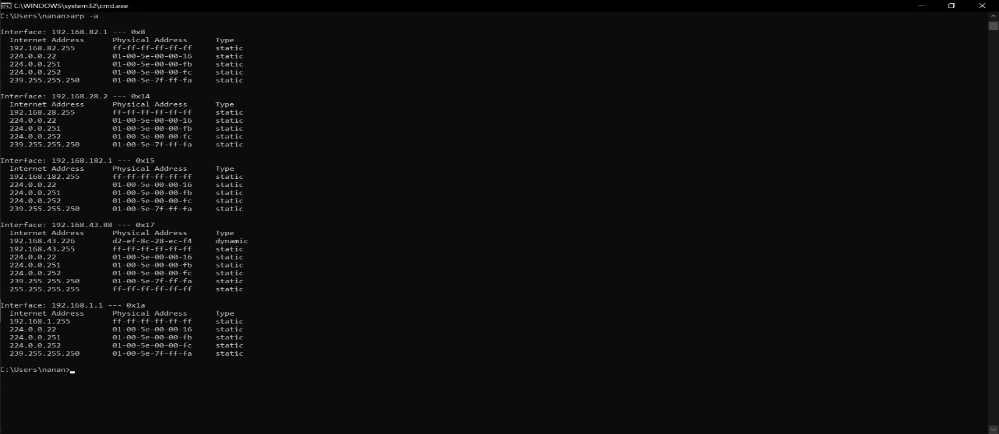 C:\WINDOWS\system32\cmd.exe
C:\Users\nanan>arp -a
Interface: 192.168.82.1 --- 0x8
Internet Address Physical Address Type
192.168.82.255 ff-ff-ff-ff-ff-ff static
224.0.0.22 01-00-5e-00-00-16 static
224.0.0.251 01-00-5e-00-00-fb static
224.0.0.252 01-00-5e-00-00-fc static
239.255.255.250 01-00-5e-7f-ff-fa static
Interface: 192.168.28.2 --- 0x14
Internet Address Physical Address Type
192.168.28.255 ff-ff-ff-ff-ff-ff static
224.0.0.22 01-00-5e-00-00-16 static
224.0.0.251 01-00-5e-00-00-fb static
224.0.0.252 01-00-5e-00-00-fc static
239.255.255.250 01-00-5e-7f-ff-fa static
Interface: 192.168.182.1 --- 0x15
Internet Address Physical Address Type
192.168.182.255 ff-ff-ff-ff-ff-ff static
224.0.0.22 01-00-5e-00-00-16 static
224.0.0.251 01-00-5e-00-00-fb static
224.0.0.252 01-00-5e-00-00-fc static
239.255.255.250 01-00-5e-7f-ff-fa static
Interface: 192.168.43.88 --- 0x17
Internet Address Physical Address Type
192.168.43.226 d2-ef-8c-28-ec-f4 dynamic
192.168.43.255 ff-ff-ff-ff-ff-ff static
224.0.0.22 01-00-5e-00-00-16 static
224.0.0.251 01-00-5e-00-00-fb static
224.0.0.252 01-00-5e-00-00-fc static
239.255.255.250 01-00-5e-7f-ff-fa static
255.255.255.255 ff-ff-ff-ff-ff-ff static
Interface: 192.168.1.1 --- 0x1a
Internet Address Physical Address Type
192.168.1.255 ff-ff-ff-ff-ff-ff static
224.0.0.22 01-00-5e-00-00-16 static
224.0.0.251 01-00-5e-00-00-fb static
224.0.0.252 01-00-5e-00-00-fc static
239.255.255.250 01-00-5e-7f-ff-fa static
C:\Users\nanan>